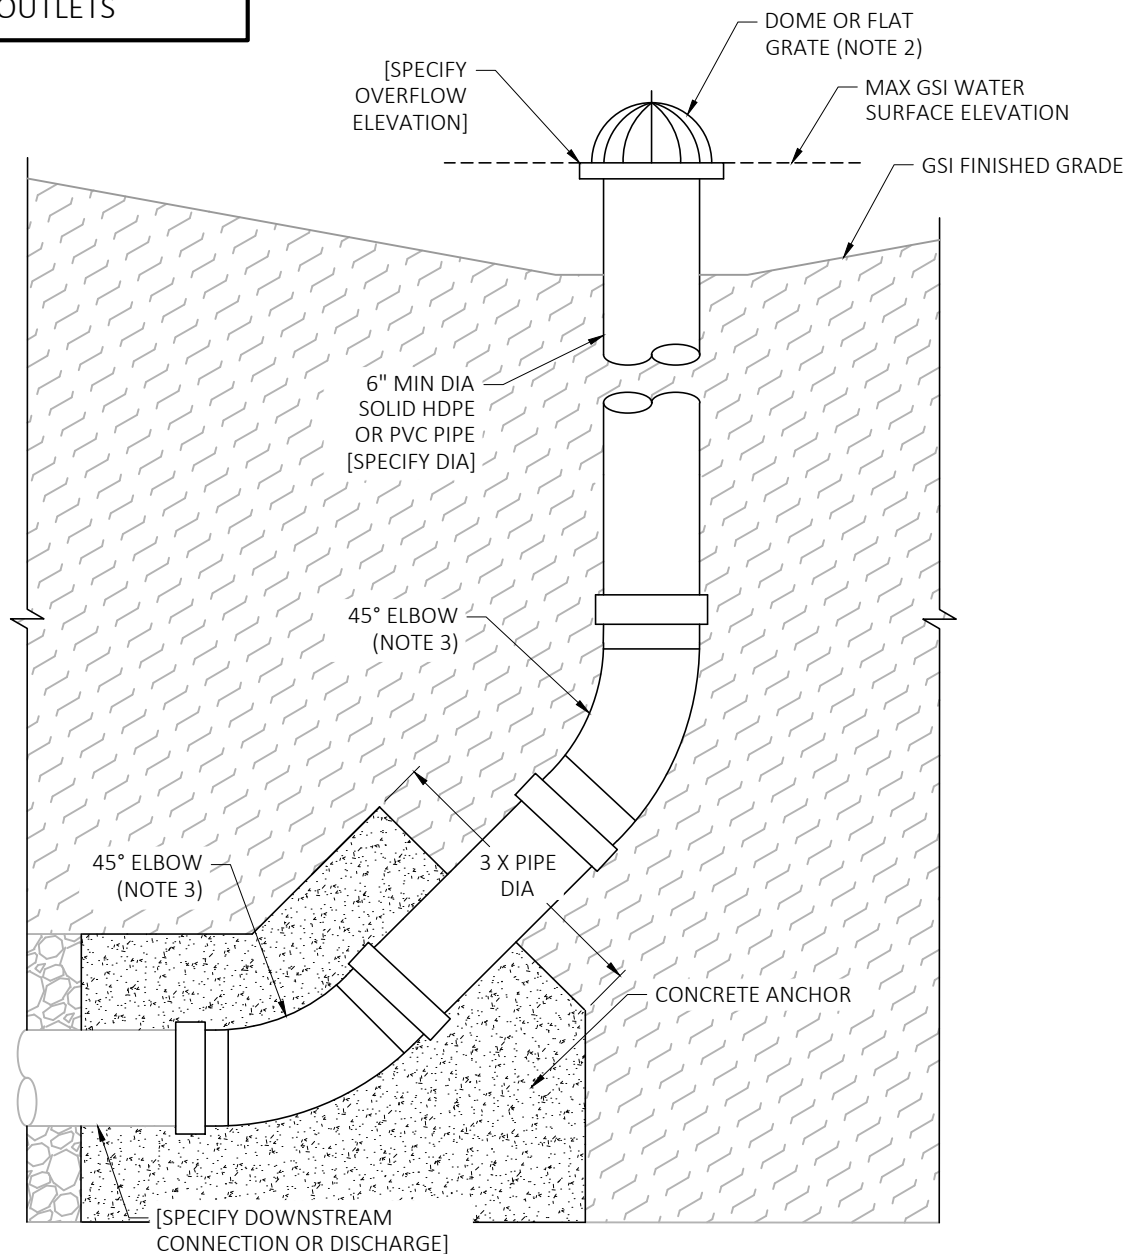 OUTLETS
DOME OR FLAT
GRATE (NOTE 2)
[SPECIFY
OVERFLOW
ELEVATION]
MAX GSI WATER
SURFACE ELEVATION
GSI FINISHED GRADE
6" MIN DIA
SOLID HDPE
OR PVC PIPE
[SPECIFY DIA]
45° ELBOW
(NOTE 3)
45° ELBOW
(NOTE 3)
3 X PIPE
DIA
CONCRETE ANCHOR
[SPECIFY DOWNSTREAM
CONNECTION OR DISCHARGE]